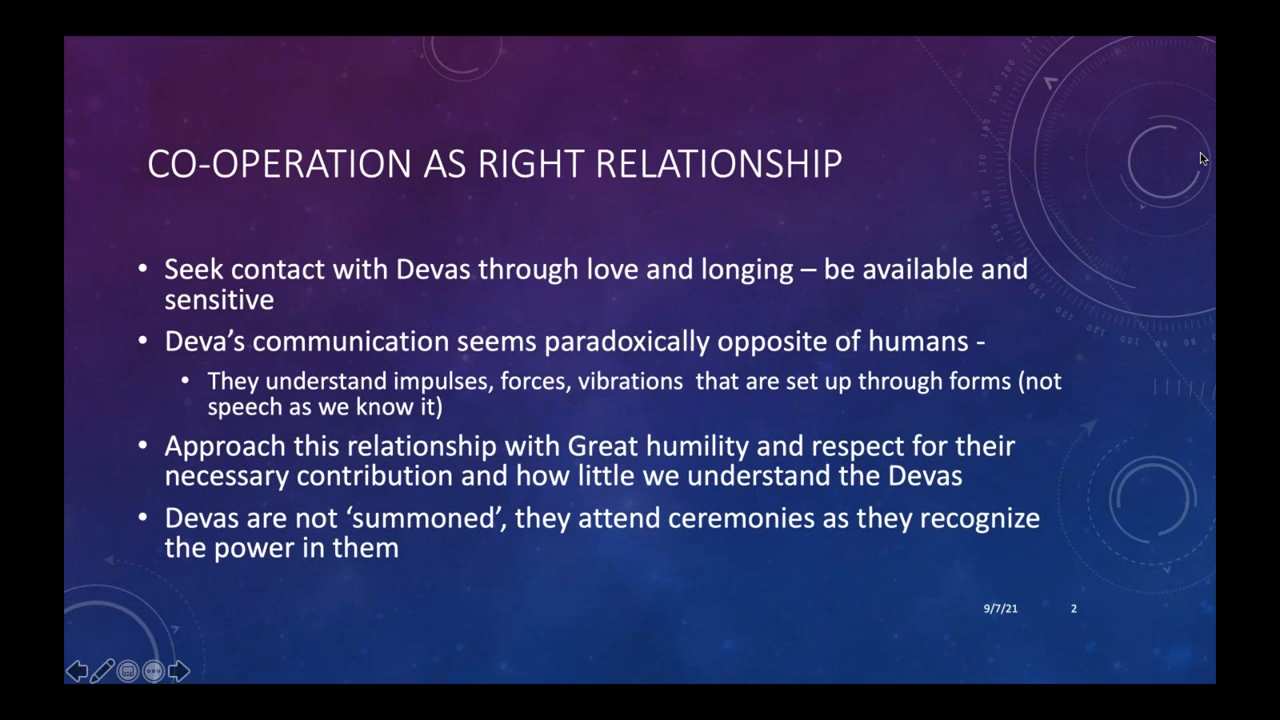 CO-OPERATION AS RIGHT RELATIONSHIP
• Seek contact with Devas through love and longing – be available and
sensitive
• Deva’s communication seems paradoxically opposite of humans -
• They understand impulses, forces, vibrations  that are set up through forms (not
speech as we know it)
• Approach this relationship with Great humility and respect for their
necessary contribution and how little we understand the Devas
• Devas are not ‘summoned’, they attend ceremonies as they recognize
the power in them
9/7/21 2